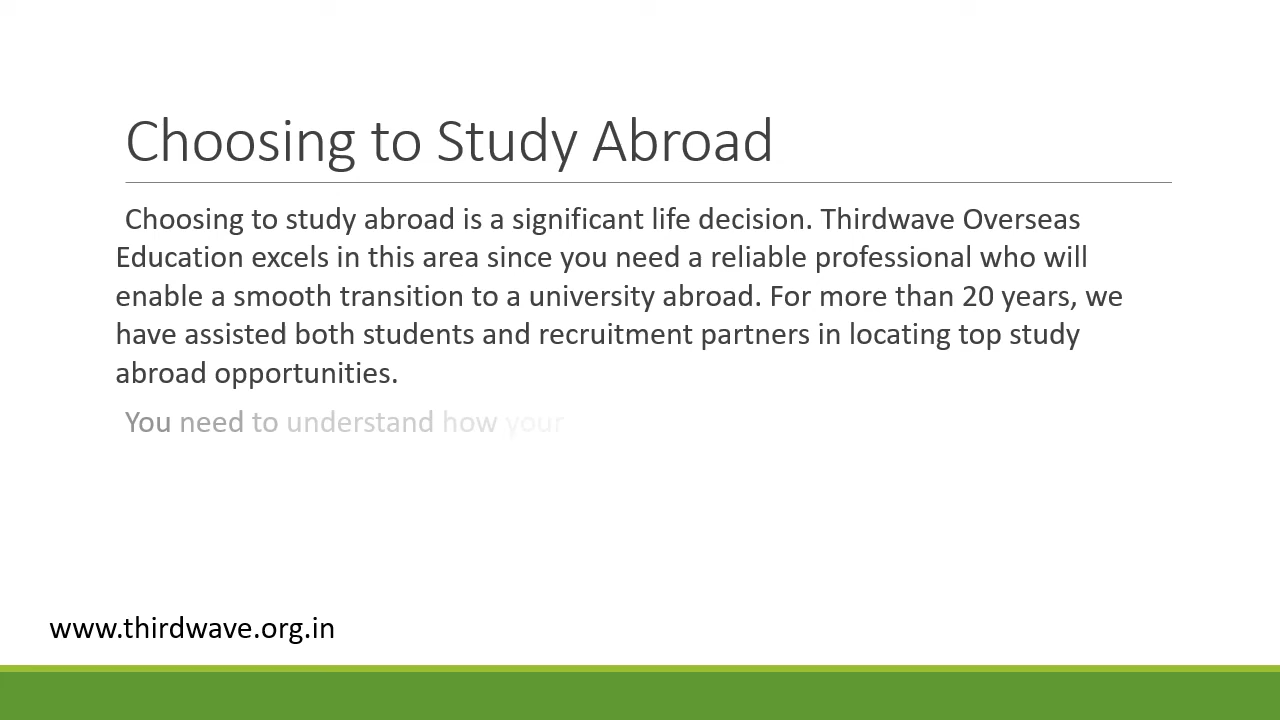 Choosing to Study Abroad
Choosing to study abroad is a significant life decision. Thirdwave Overseas
Education excels in this area since you need a reliable professional who will
enable a smooth transition to a university abroad. For more than 20 years, we
have assisted both students and recruitment partners in locating top study
abroad opportunities.
You need to understand how your
www.thirdwave.org.in